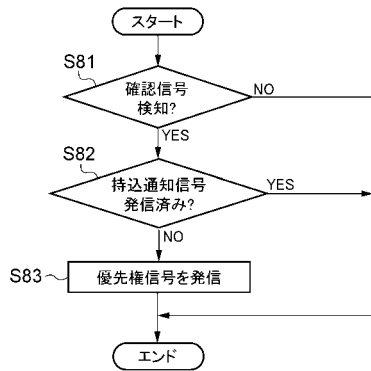 スタート
S81
確認信号
検知?
NO
YES
S82
持込通知信号
発信済み?
YES
NO
S83
優先権信号を発信
エンド